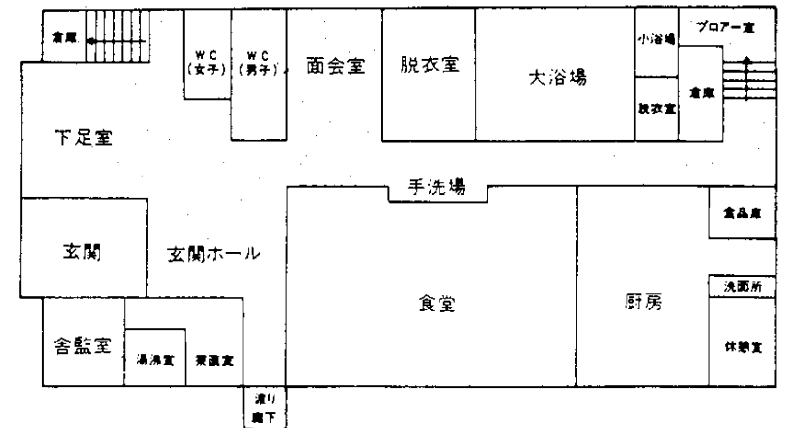 倉庫
WC
(女子)
WC
(男子)
面会室
脱衣室
大浴場
小浴場
脱衣室
ブロアー室
倉庫
下足室
手洗場
玄関
玄関ホール
食堂
厨房
食品庫
洗面所
休憩室
舎監室
湯沸室
渡り
廊下